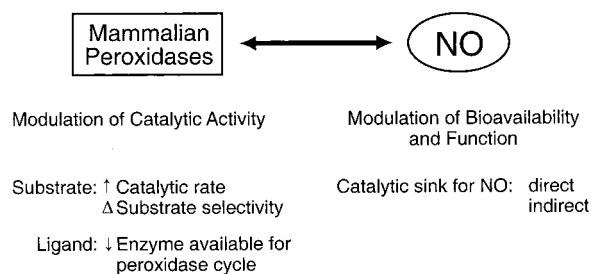 Mammalian
Peroxidases
NO
Modulation of Catalytic Activity
Modulation of Bioavailability
and Function
Substrate: ↑ Catalytic rate
Δ Substrate selectivity
Catalytic sink for NO: direct
indirect
Ligand: ↓ Enzyme available for
peroxidase cycle